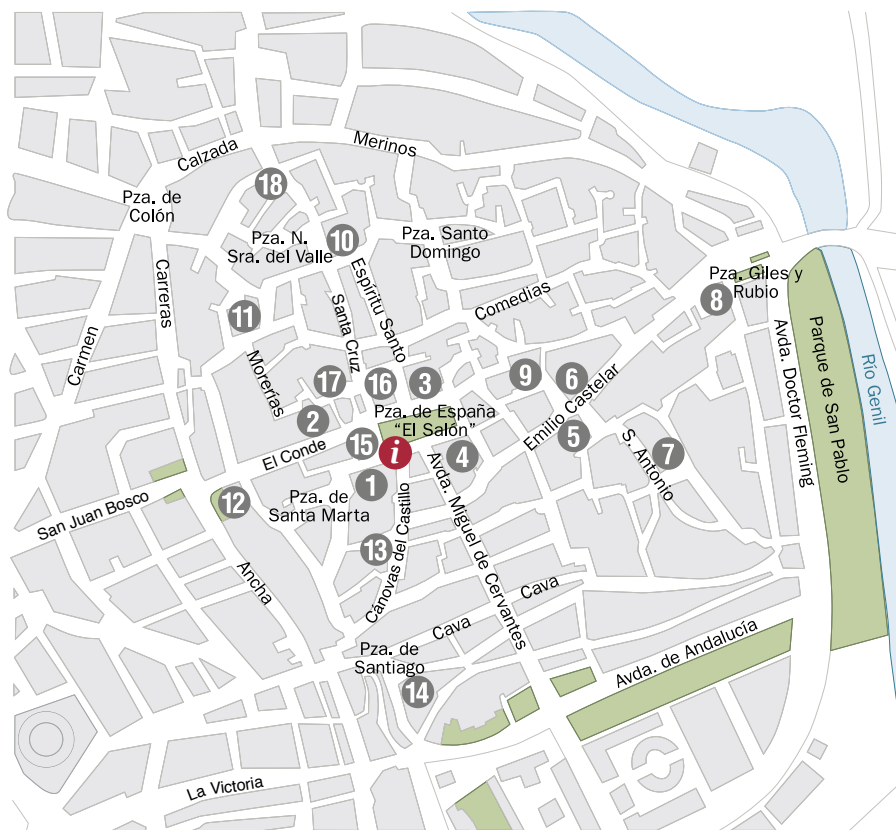 Merinos
Calzada
18
Pza. de
Colón
10
Pza. N.
Sra. del Valle
Pza. Santo
Domingo
Pza. Giles y
Rubio
8
Carreras
Espíritu Santo
Comedias
11
Santa Cruz
Carmen
Morerías
17
16
3
9
6
Avda. Doctor Fleming
Parque de San Pablo
Río Genil
2
Pza. de España
“El Salón”
Emilio Castelar
15
i
El Conde
4
5
S. Antonio
7
1
12
Pza. de
Santa Marta
San Juan Bosco
Avda. Miguel de Cervantes
13
Cánovas del Castillo
Ancha
Cava
Cava
Pza. de
Santiago
Avda. de Andalucía
14
La Victoria